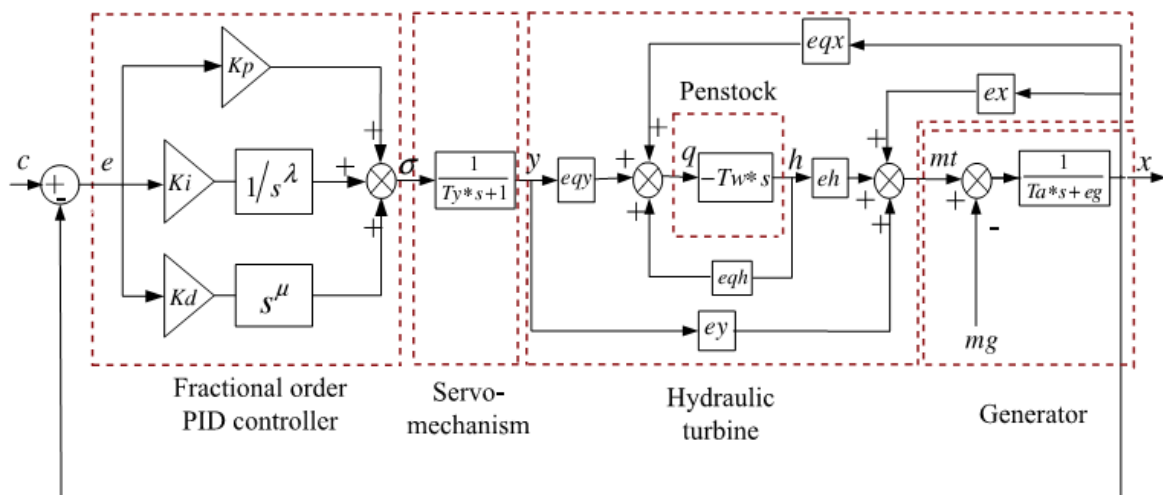 eqx
Kp
Penstock
ex
+
+
+
c
e
Ki
1/s^λ
+
σ
1
Ty*s+1
y
eqy
+
q
-Tw*s
h
eh
mt
1
Ta*s+eg
x
+
-
+
+
+
+
-
Kd
s^μ
+
eqh
ey
mg
Fractional order
PID controller
Servo-
mechanism
Hydraulic
turbine
Generator